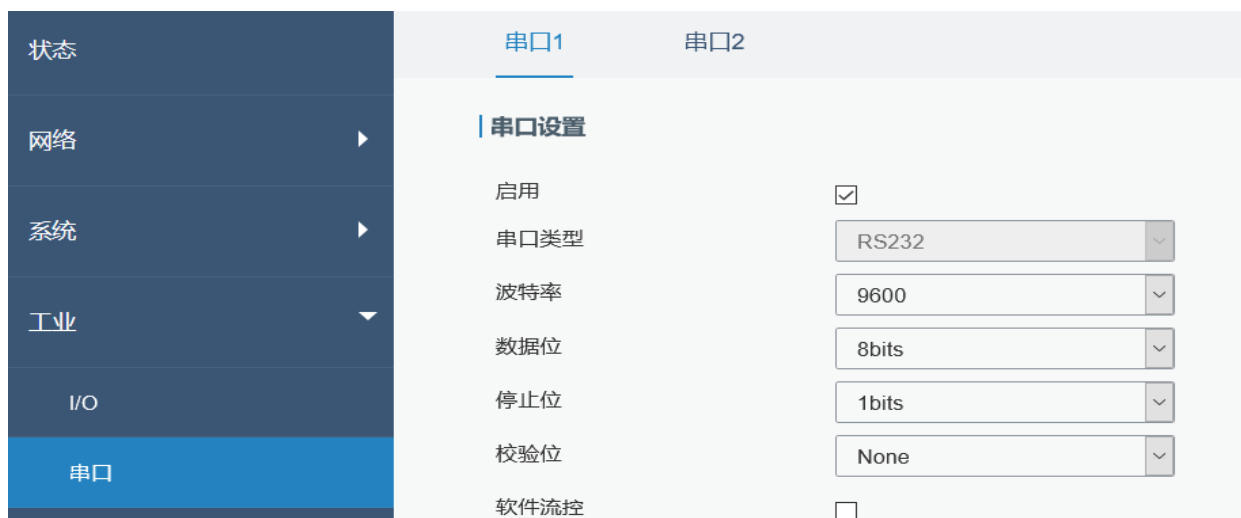 状态
网络
系统
工业
I/O
串口
串口1 串口2
串口设置
启用
串口类型 RS232
波特率 9600
数据位 8bits
停止位 1bits
校验位 None
软件流控